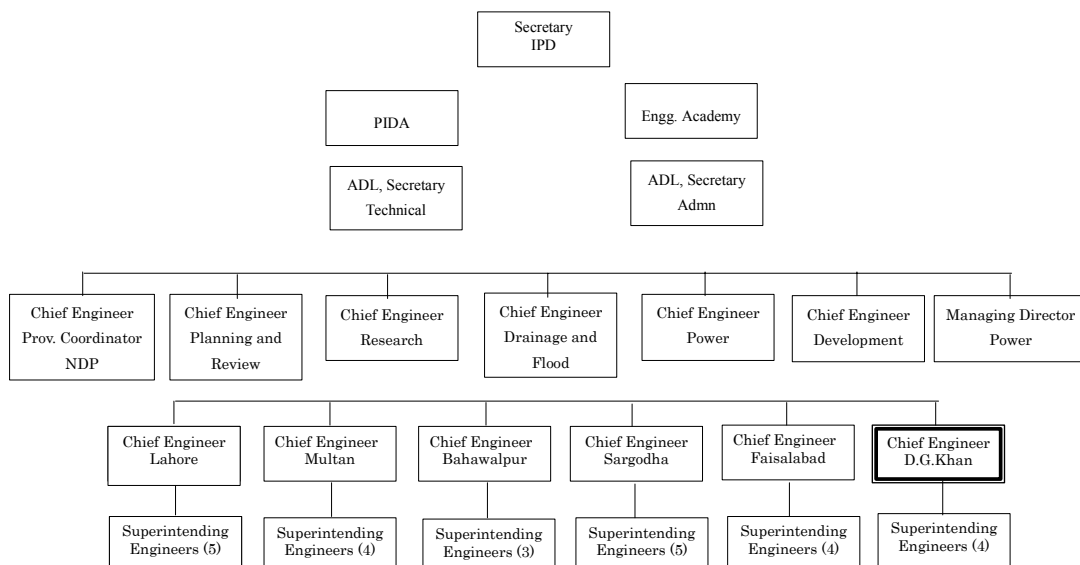 Secretary
IPD
PIDA
Engg. Academy
ADL, Secretary
Technical
ADL, Secretary
Admn
Chief Engineer
Prov. Coordinator
NDP
Chief Engineer
Planning and
Review
Chief Engineer
Research
Chief Engineer
Drainage and
Flood
Chief Engineer
Power
Chief Engineer
Development
Managing Director
Power
Chief Engineer
Lahore
Chief Engineer
Multan
Chief Engineer
Bahawalpur
Chief Engineer
Sargodha
Chief Engineer
Faisalabad
Chief Engineer
D.G.Khan
Superintending
Engineers (5)
Superintending
Engineers (4)
Superintending
Engineers (3)
Superintending
Engineers (5)
Superintending
Engineers (4)
Superintending
Engineers (4)